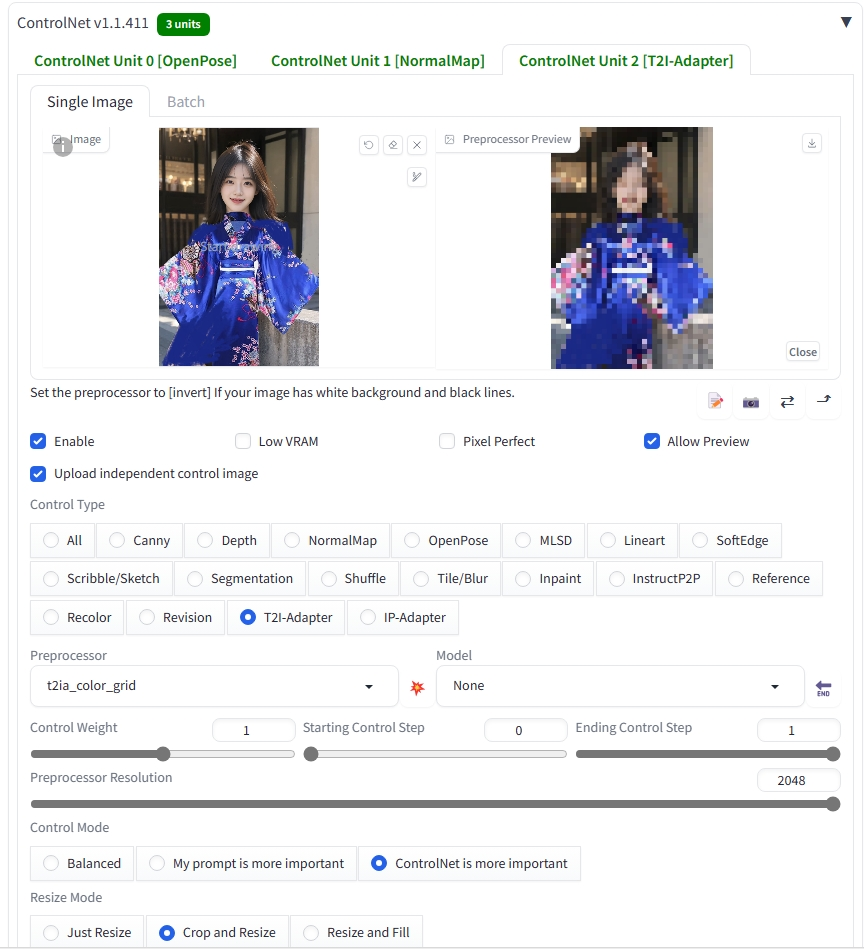 ControlNet v1.1.411 3 units
ControlNet Unit 0 [OpenPose] ControlNet Unit 1 [NormalMap] ControlNet Unit 2 [T2I-Adapter]
Single Image Batch
Image
Preprocessor Preview
Close
Set the preprocessor to [invert] If your image has white background and black lines.
Enable Low VRAM Pixel Perfect Allow Preview
Upload independent control image
Control Type
All Canny Depth NormalMap OpenPose MLSD Lineart SoftEdge
Scribble/Sketch Segmentation Shuffle Tile/Blur Inpaint InstructP2P Reference
Recolor Revision T2I-Adapter IP-Adapter
Preprocessor Model
t2ia_color_grid None END
Control Weight 1 Starting Control Step 0 Ending Control Step 1
Preprocessor Resolution 2048
Control Mode
Balanced My prompt is more important ControlNet is more important
Resize Mode
Just Resize Crop and Resize Resize and Fill